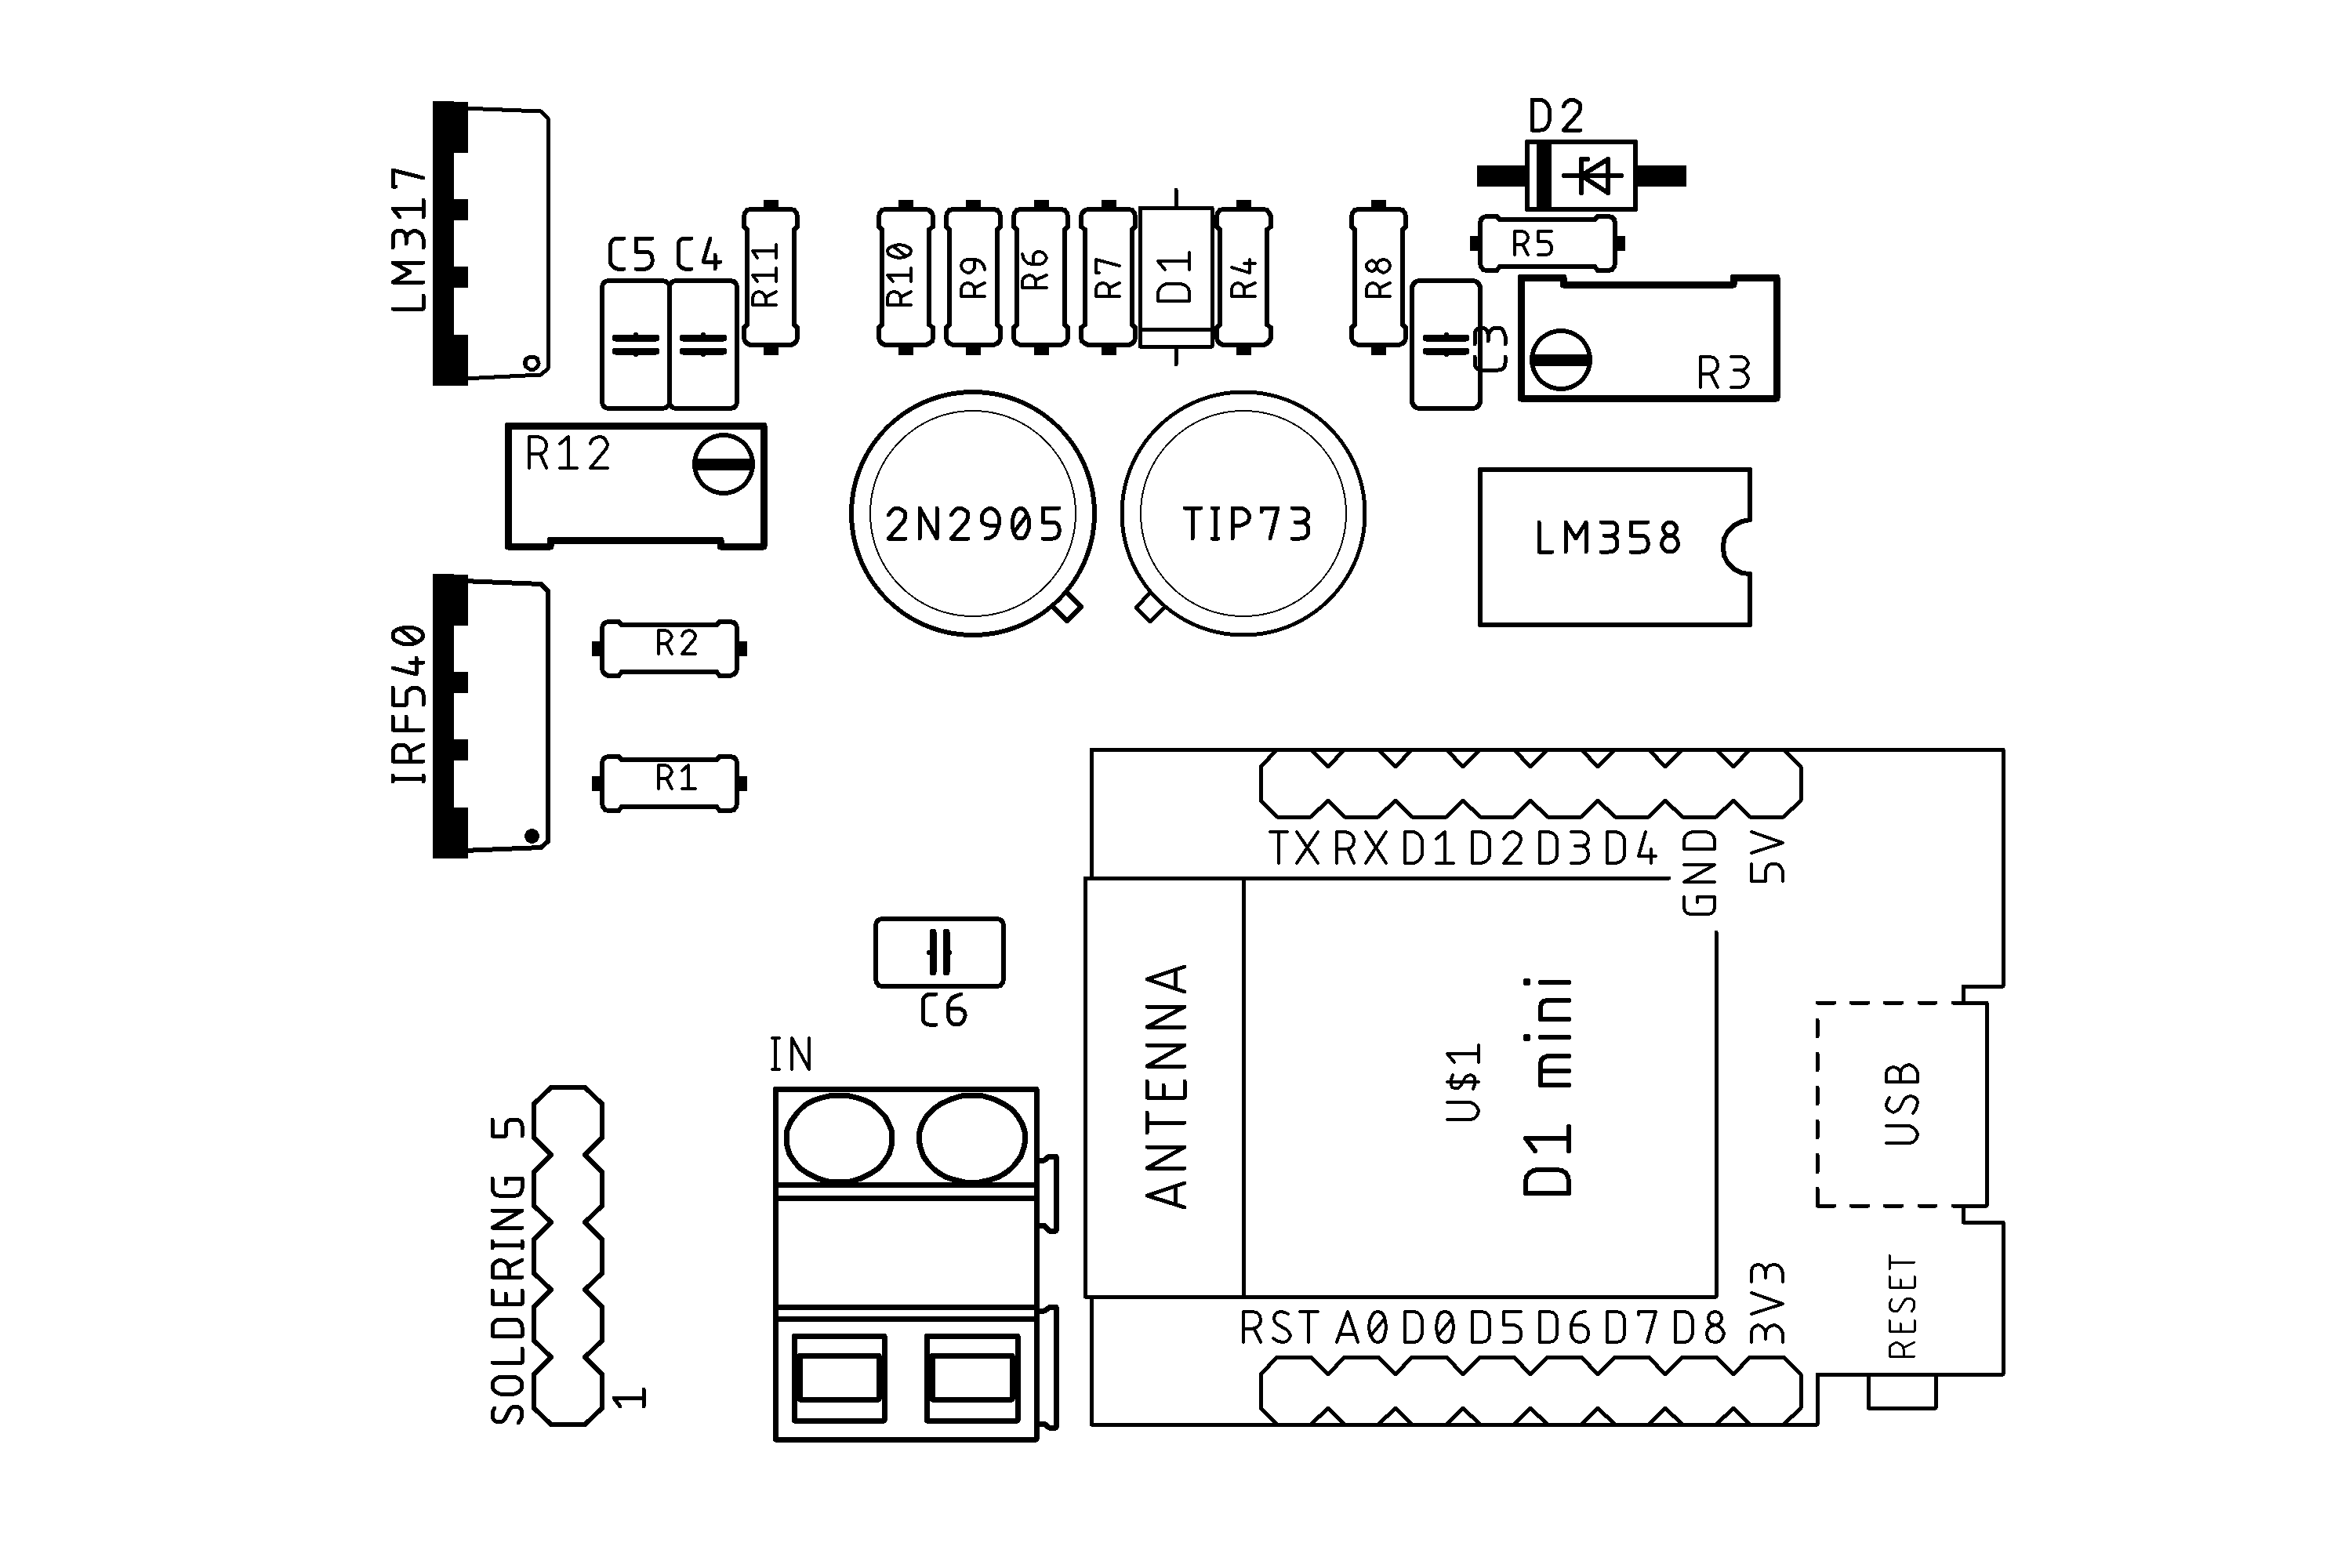 D2
LM317
C5 C4
R11
R10
R9
R6
R7
D1
R4
R8
R5
C3
R3
R12
2N2905
TIP73
LM358
IRF540
R2
R1
TX RX D1 D2 D3 D4 GND 5V
C6
IN
ANTENNA
U$1
D1 mini
USB
SOLDERING 5
1
RST A0 D0 D5 D6 D7 D8 3V3
RESET